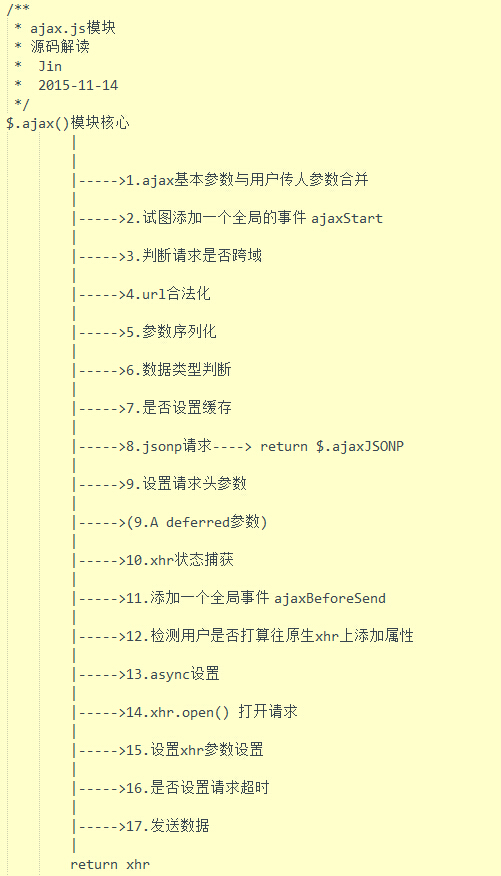 /**
 * ajax.js模块
 * 源码解读
 *  Jin
 *  2015-11-14
 */
$.ajax()模块核心
|
|
|----->1.ajax基本参数与用户传人参数合并
|
|----->2.试图添加一个全局的事件 ajaxStart
|
|----->3.判断请求是否跨域
|
|----->4.url合法化
|
|----->5.参数序列化
|
|----->6.数据类型判断
|
|----->7.是否设置缓存
|
|----->8.jsonp请求----> return $.ajaxJSONP
|
|----->9.设置请求头参数
|
|----->(9.A deferred参数)
|
|----->10.xhr状态捕获
|
|----->11.添加一个全局事件 ajaxBeforeSend
|
|----->12.检测用户是否打算往原生xhr上添加属性
|
|----->13.async设置
|
|----->14.xhr.open() 打开请求
|
|----->15.设置xhr参数设置
|
|----->16.是否设置请求超时
|
|----->17.发送数据
|
return xhr